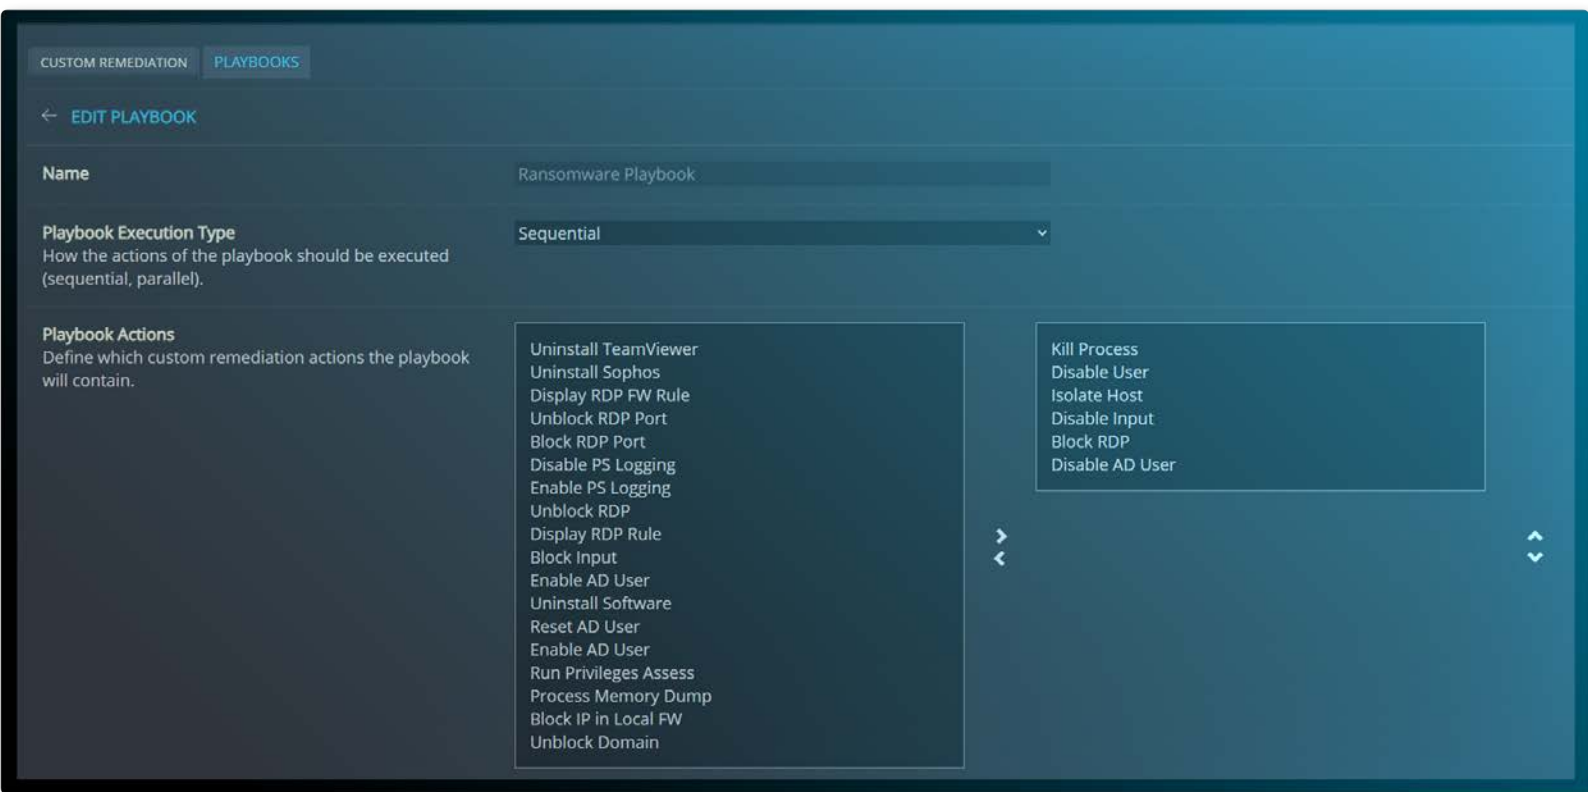 CUSTOM REMEDIATION PLAYBOOKS
EDIT PLAYBOOK
Name
Ransomware Playbook
Playbook Execution Type
How the actions of the playbook should be executed
(sequential, parallel).
Sequential
Playbook Actions
Define which custom remediation actions the playbook
will contain.
Uninstall TeamViewer
Uninstall Sophos
Display RDP FW Rule
Unblock RDP Port
Block RDP Port
Disable PS Logging
Enable PS Logging
Unblock RDP
Display RDP Rule
Block Input
Enable AD User
Uninstall Software
Reset AD User
Enable AD User
Run Privileges Assess
Process Memory Dump
Block IP in Local FW
Unblock Domain
Kill Process
Disable User
Isolate Host
Disable Input
Block RDP
Disable AD User